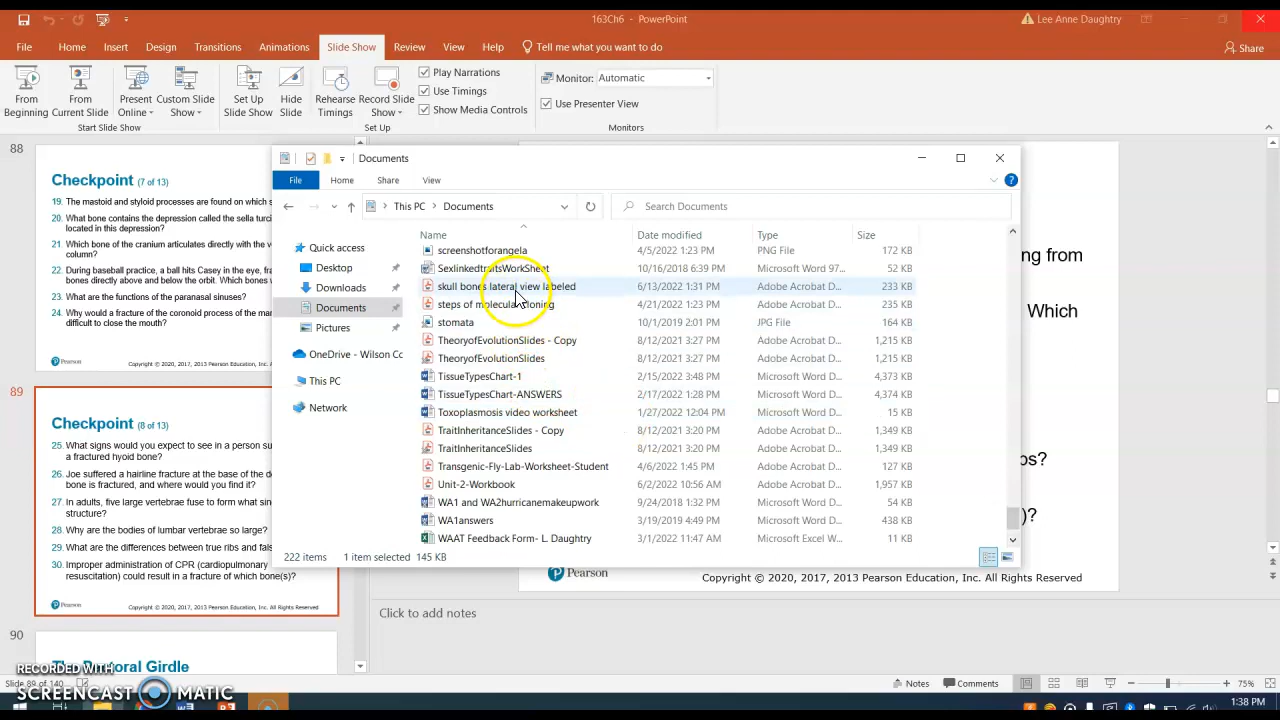 163Ch6 - PowerPoint
Lee Anne Daughtry
File Home Insert Design Transitions Animations Slide Show Review View Help Tell me what you want to do
Share
From Beginning
From Current Slide
Present Online
Custom Slide Show
Set Up Slide Show
Hide Slide
Rehearse Timings
Record Slide Show
Play Narrations
Use Timings
Show Media Controls
Monitor: Automatic
Use Presenter View
Start Slide Show
Set Up
Monitors
88
Checkpoint (7 of 13)
19. The mastoid and styloid processes are found on which
20. What bone contains the depression called the sella
located in this depression?
21. Which bone of the cranium articulates directly with the
column?
22. During baseball practice, a ball hits Casey in the eye,
bones directly above and below the orbit. Which bones
23. What are the functions of the paranasal sinuses?
24. Why would a fracture of the coronoid process of the
difficult to close the mouth?
Pearson
Copyright © 2020, 2017, 2013 Pearson Education, Inc. All
89
Checkpoint (8 of 13)
25. What signs would you expect to see in a person
a fractured hyoid bone?
26. Joe suffered a hairline fracture at the base of the
bone is fractured, and where would you find it?
27. In adults, five large vertebrae fuse to form what
structure?
28. Why are the bodies of lumbar vertebrae so large?
29. What are the differences between true ribs and
30. Improper administration of CPR (cardiopulmonary
resuscitation) could result in a fracture of which bone(s)?
Pearson
Copyright © 2020, 2017, 2013 Pearson Education, Inc. All Rights Reserved
90
The Pectoral Girdle
Documents
File Home Share View
This PC Documents
Search Documents
Quick access
Desktop
Downloads
Documents
Pictures
OneDrive - Wilson Cc
This PC
Network
Name Date modified Type Size
screenshotforangela 4/5/2022 1:23 PM PNG File 172 KB
SexlinkedtraitsWorkSheet 10/16/2018 6:39 PM Microsoft Word 97... 52 KB
skull bones lateral view labeled 6/13/2022 1:31 PM Adobe Acrobat D... 233 KB
steps of molecular cloning 4/21/2022 1:23 PM Adobe Acrobat D... 235 KB
stomata 10/1/2019 2:01 PM JPG File 164 KB
TheoryofEvolutionSlides - Copy 8/12/2021 3:27 PM Adobe Acrobat D... 1,215 KB
TheoryofEvolutionSlides 8/12/2021 3:27 PM Adobe Acrobat D... 1,215 KB
TissueTypesChart-1 2/15/2022 3:48 PM Microsoft Word D... 4,373 KB
TissueTypesChart-ANSWERS 2/17/2022 1:28 PM Microsoft Word D... 4,374 KB
Toxoplasmosis video worksheet 1/27/2022 12:04 PM Microsoft Word D... 15 KB
TraitInheritanceSlides - Copy 8/12/2021 3:20 PM Adobe Acrobat D... 1,349 KB
TraitInheritanceSlides 8/12/2021 3:20 PM Adobe Acrobat D... 1,349 KB
Transgenic-Fly-Lab-Worksheet-Student 4/6/2022 1:45 PM Adobe Acrobat D... 127 KB
Unit-2-Workbook 6/2/2022 10:56 AM Adobe Acrobat D... 1,957 KB
WA1 and WA2hurricanemakeupwork 9/24/2018 1:32 PM Microsoft Word D... 54 KB
WA1answers 3/19/2019 4:49 PM Microsoft Word D... 438 KB
WAAT Feedback Form- L. Daughtry 3/1/2022 11:47 AM Microsoft Excel W... 11 KB
222 items 1 item selected 145 KB
ng from
Which
bs?
)?
Pearson
Copyright © 2020, 2017, 2013 Pearson Education, Inc. All Rights Reserved
Click to add notes
Slide 89 of 140
Notes Comments 75%
RECORDED WITH
SCREENCAST MATIC
1:38 PM